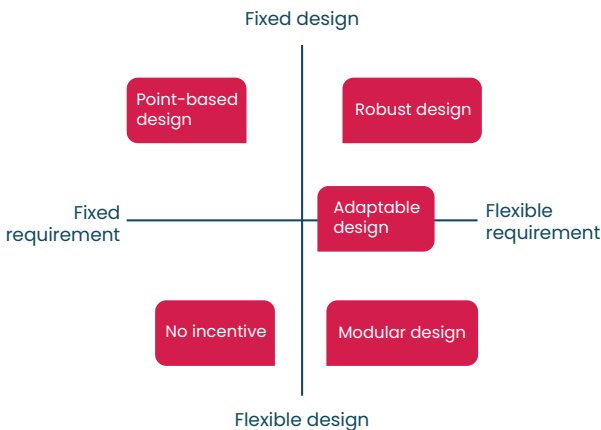 Fixed design
Point-based
design
Robust design
Fixed
requirement
Adaptable
design
Flexible
requirement
No incentive
Modular design
Flexible design